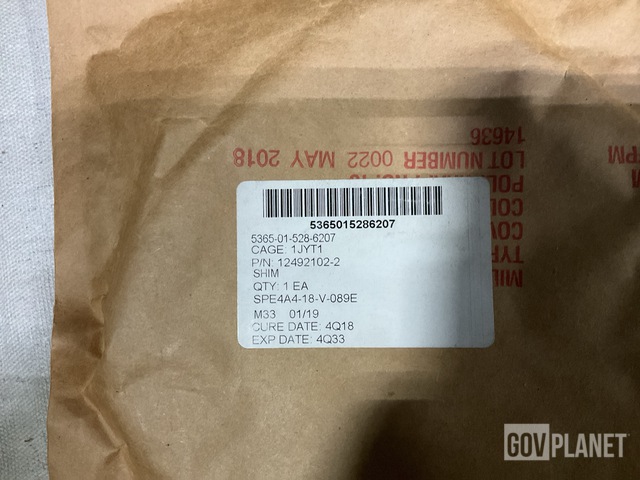 14636
LOT NUMBER 0022 MAY 2018
5365015286207
5365-01-528-6207
CAGE: 1JYT1
P/N: 12492102-2
SHIM
QTY: 1 EA
SPE4A4-18-V-089E
M33 01/19
CURE DATE: 4Q18
EXP DATE: 4Q33
GOVPLANET